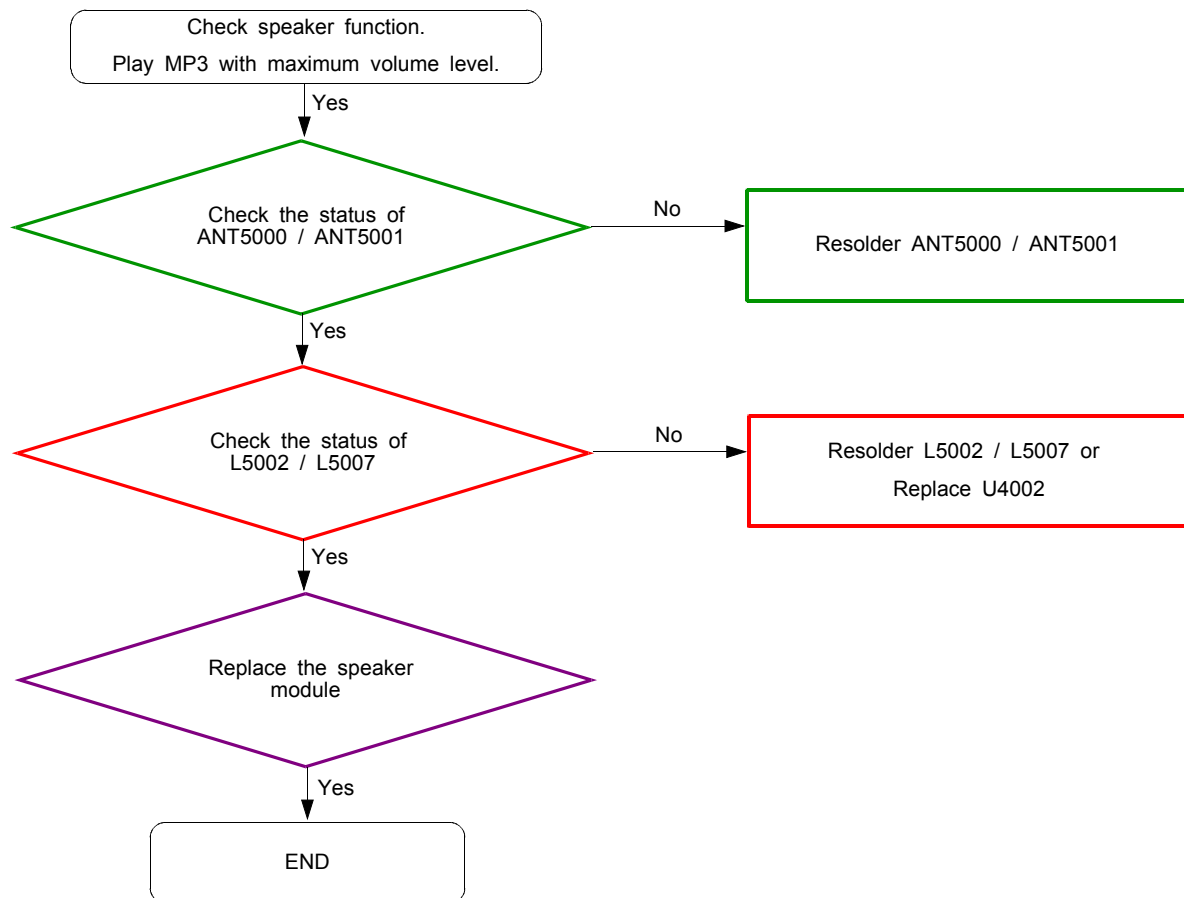 Check speaker function.
Play MP3 with maximum volume level.
Yes
Check the status of
ANT5000 / ANT5001
No
Resolder ANT5000 / ANT5001
Yes
Check the status of
L5002 / L5007
No
Resolder L5002 / L5007 or
Replace U4002
Yes
Replace the speaker
module
Yes
END